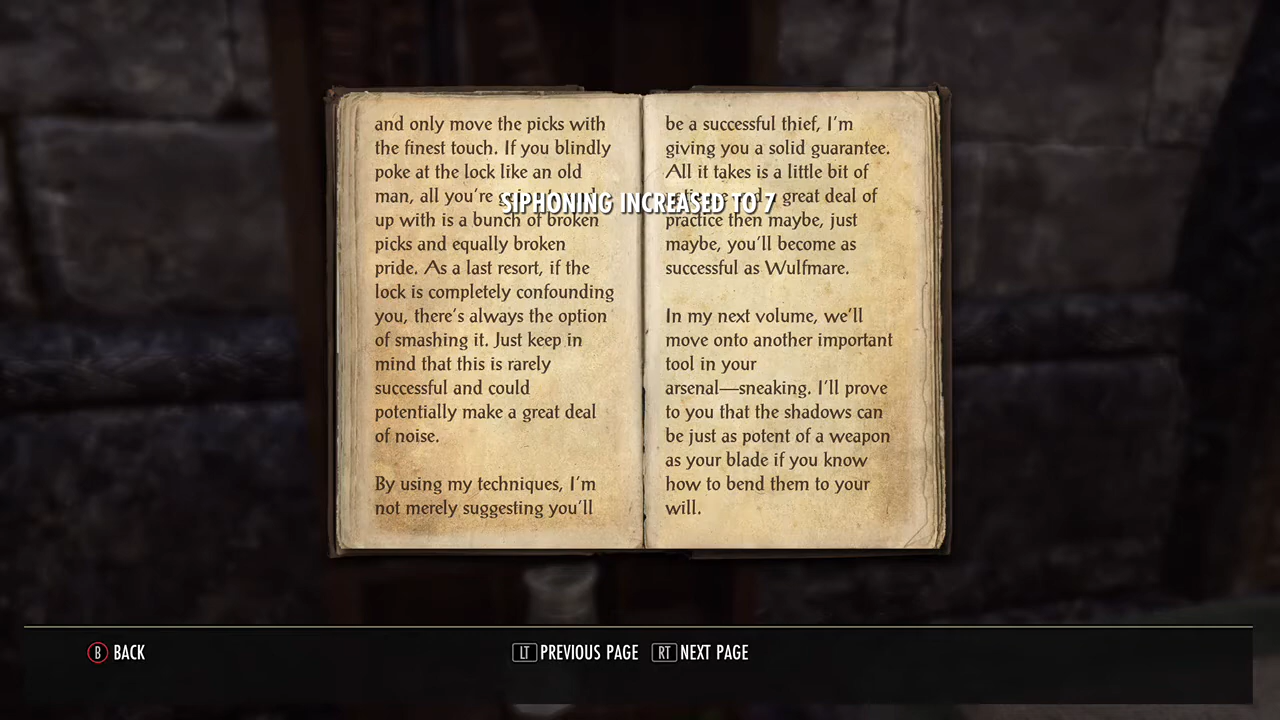 and only move the picks with
the finest touch. If you blindly
poke at the lock like an old
man, all you're
up with is a bunch of broken
picks and equally broken
pride. As a last resort, if the
lock is completely confounding
you, there's always the option
of smashing it. Just keep in
mind that this is rarely
successful and could
potentially make a great deal
of noise.
By using my techniques, I'm
not merely suggesting you'll
be a successful thief, I'm
giving you a solid guarantee.
All it takes is a little bit of
great deal of
practice then maybe, just
maybe, you'll become as
successful as Wulfmare.
In my next volume, we'll
move onto another important
tool in your
arsenal—sneaking. I'll prove
to you that the shadows can
be just as potent of a weapon
as your blade if you know
how to bend them to your
will.
SIPHONING INCREASED TO 7
B BACK
LT PREVIOUS PAGE RT NEXT PAGE